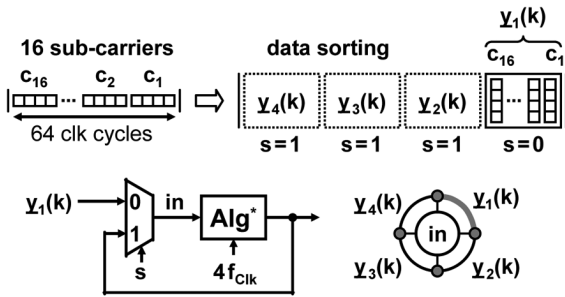 y₁(k)
16 sub-carriers data sorting c₁₆ c₁
c₁₆ ... c₂ c₁
y₄(k) y₃(k) y₂(k) ...
64 clk cycles
s=1 s=1 s=1 s=0
y₁(k) 0 in Alg* y₄(k) y₁(k)
1 in
s 4f_Clk y₃(k) y₂(k)